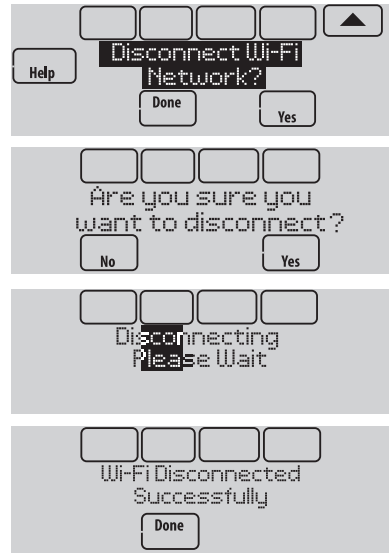 Disconnect Wi-Fi
Help
Network?
Done
Yes
Are you sure you
want to disconnect?
No
Yes
Disconnecting
Please Wait
Wi-Fi Disconnected
Successfully
Done